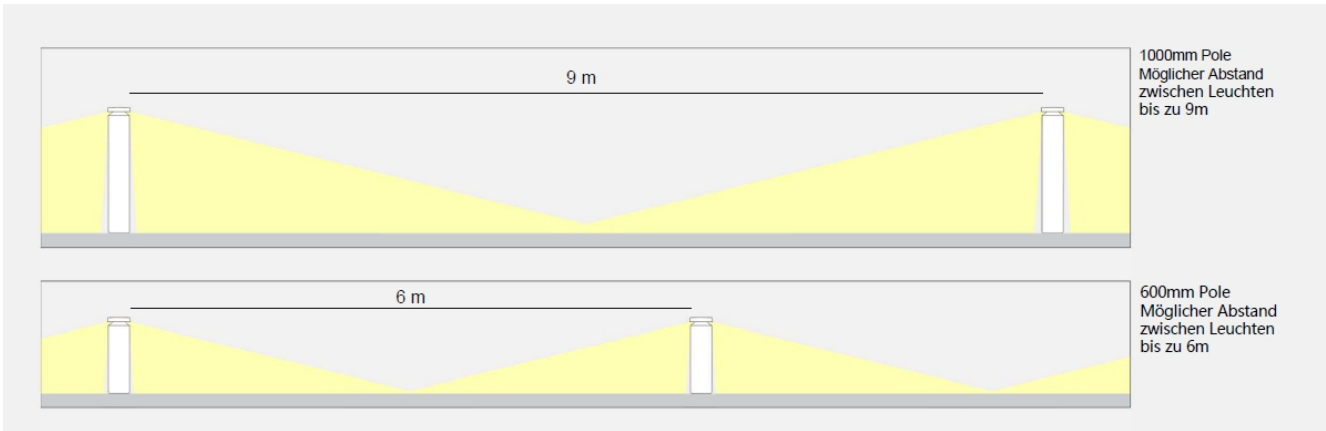 9 m
1000mm Pole
Möglicher Abstand
zwischen Leuchten
bis zu 9m
6 m
600mm Pole
Möglicher Abstand
zwischen Leuchten
bis zu 6m